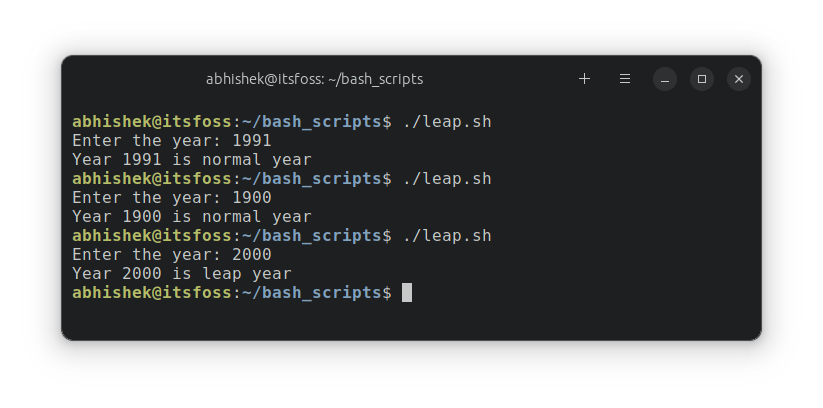 abhishek@itsfoss: ~/bash_scripts
abhishek@itsfoss:~/bash_scripts$ ./leap.sh
Enter the year: 1991
Year 1991 is normal year
abhishek@itsfoss:~/bash_scripts$ ./leap.sh
Enter the year: 1900
Year 1900 is normal year
abhishek@itsfoss:~/bash_scripts$ ./leap.sh
Enter the year: 2000
Year 2000 is leap year
abhishek@itsfoss:~/bash_scripts$